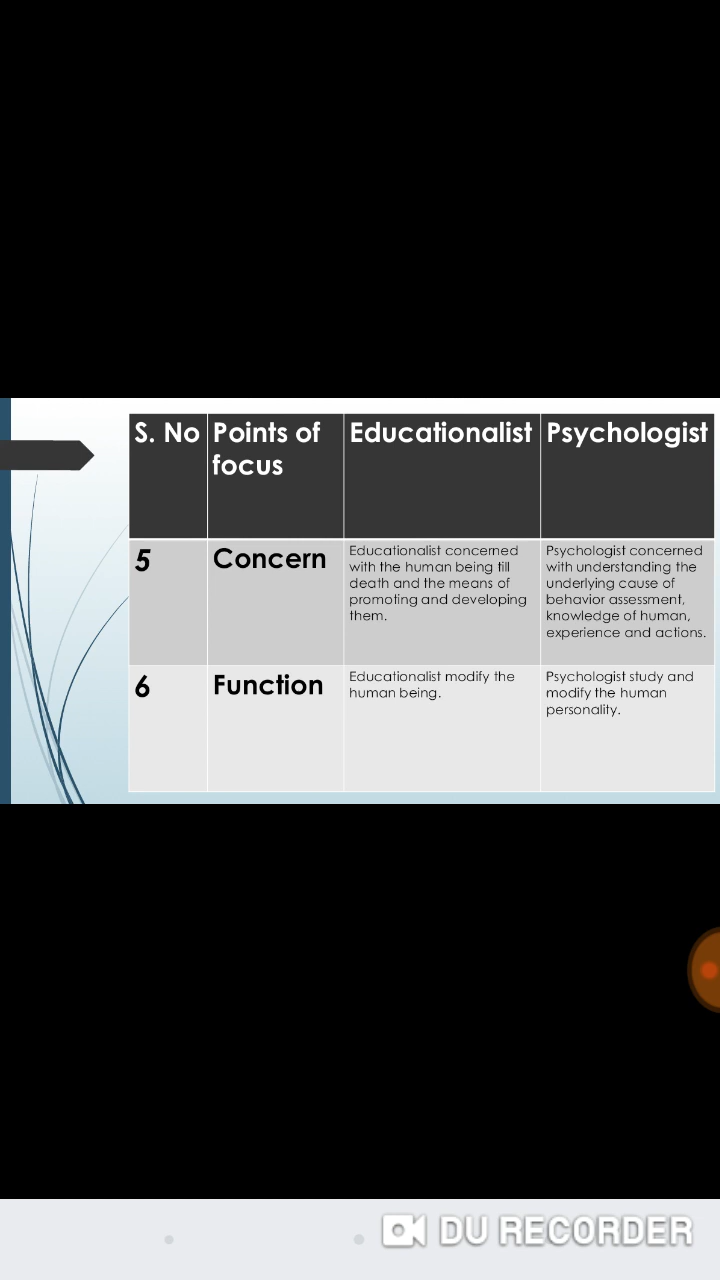 S. No
Points of
focus
Educationalist
Psychologist
5
Concern
Educationalist concerned
with the human being till
death and the means of
promoting and developing
them.
Psychologist concerned
with understanding the
underlying cause of
behavior assessment,
knowledge of human,
experience and actions.
6
Function
Educationalist modify the
human being.
Psychologist study and
modify the human
personality.
DU RECORDER